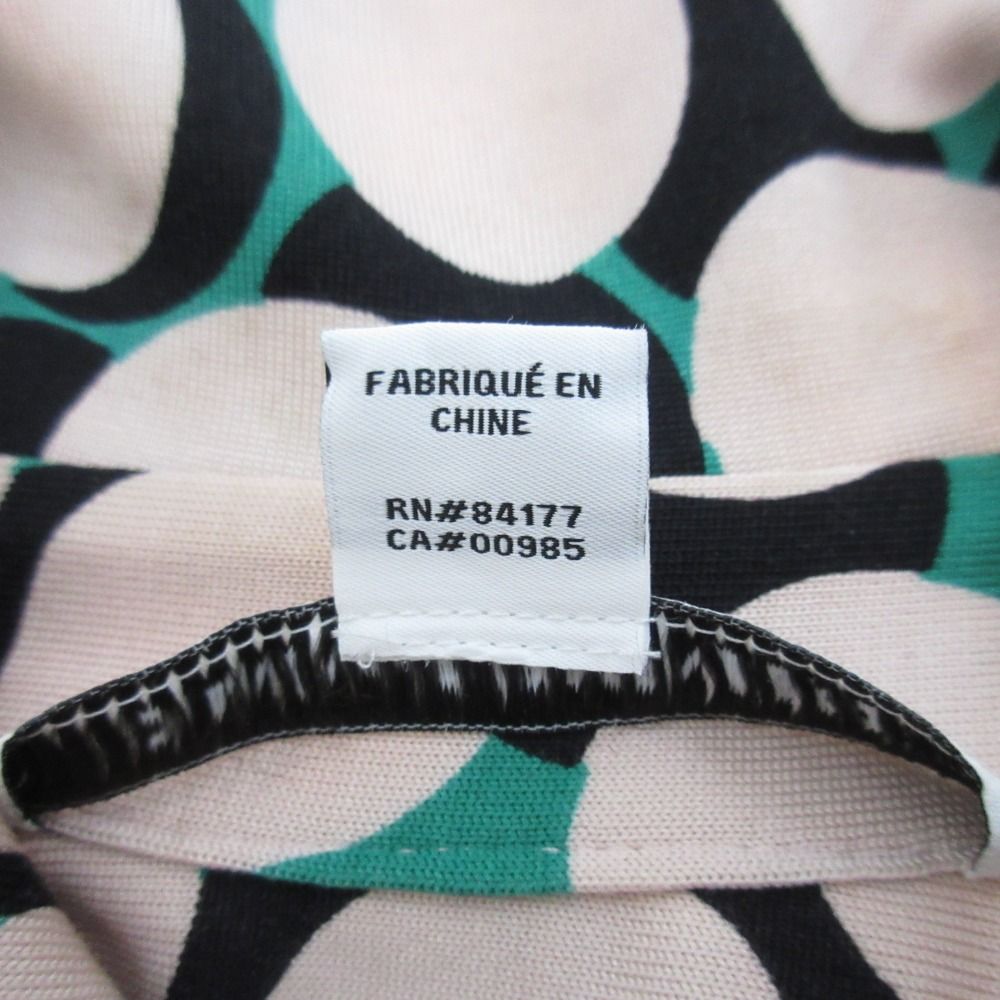 FABRIQUÉ EN
CHINE
RN#84177
CA#00985